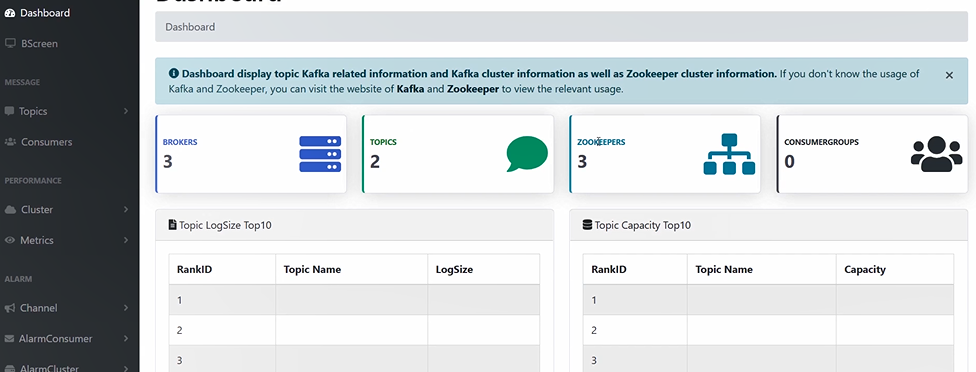 Dashboard
BScreen
MESSAGE
Topics
Consumers
PERFORMANCE
Cluster
Metrics
ALARM
Channel
AlarmConsumer
AlarmCluster
Dashboard
Dashboard
Dashboard display topic Kafka related information and Kafka cluster information as well as Zookeeper cluster information. If you don't know the usage of
Kafka and Zookeeper, you can visit the website of Kafka and Zookeeper to view the relevant usage.
BROKERS
3
TOPICS
2
ZOOKEEPERS
3
CONSUMERGROUPS
0
Topic LogSize Top10
RankID Topic Name LogSize
1
2
3
Topic Capacity Top10
RankID Topic Name Capacity
1
2
3